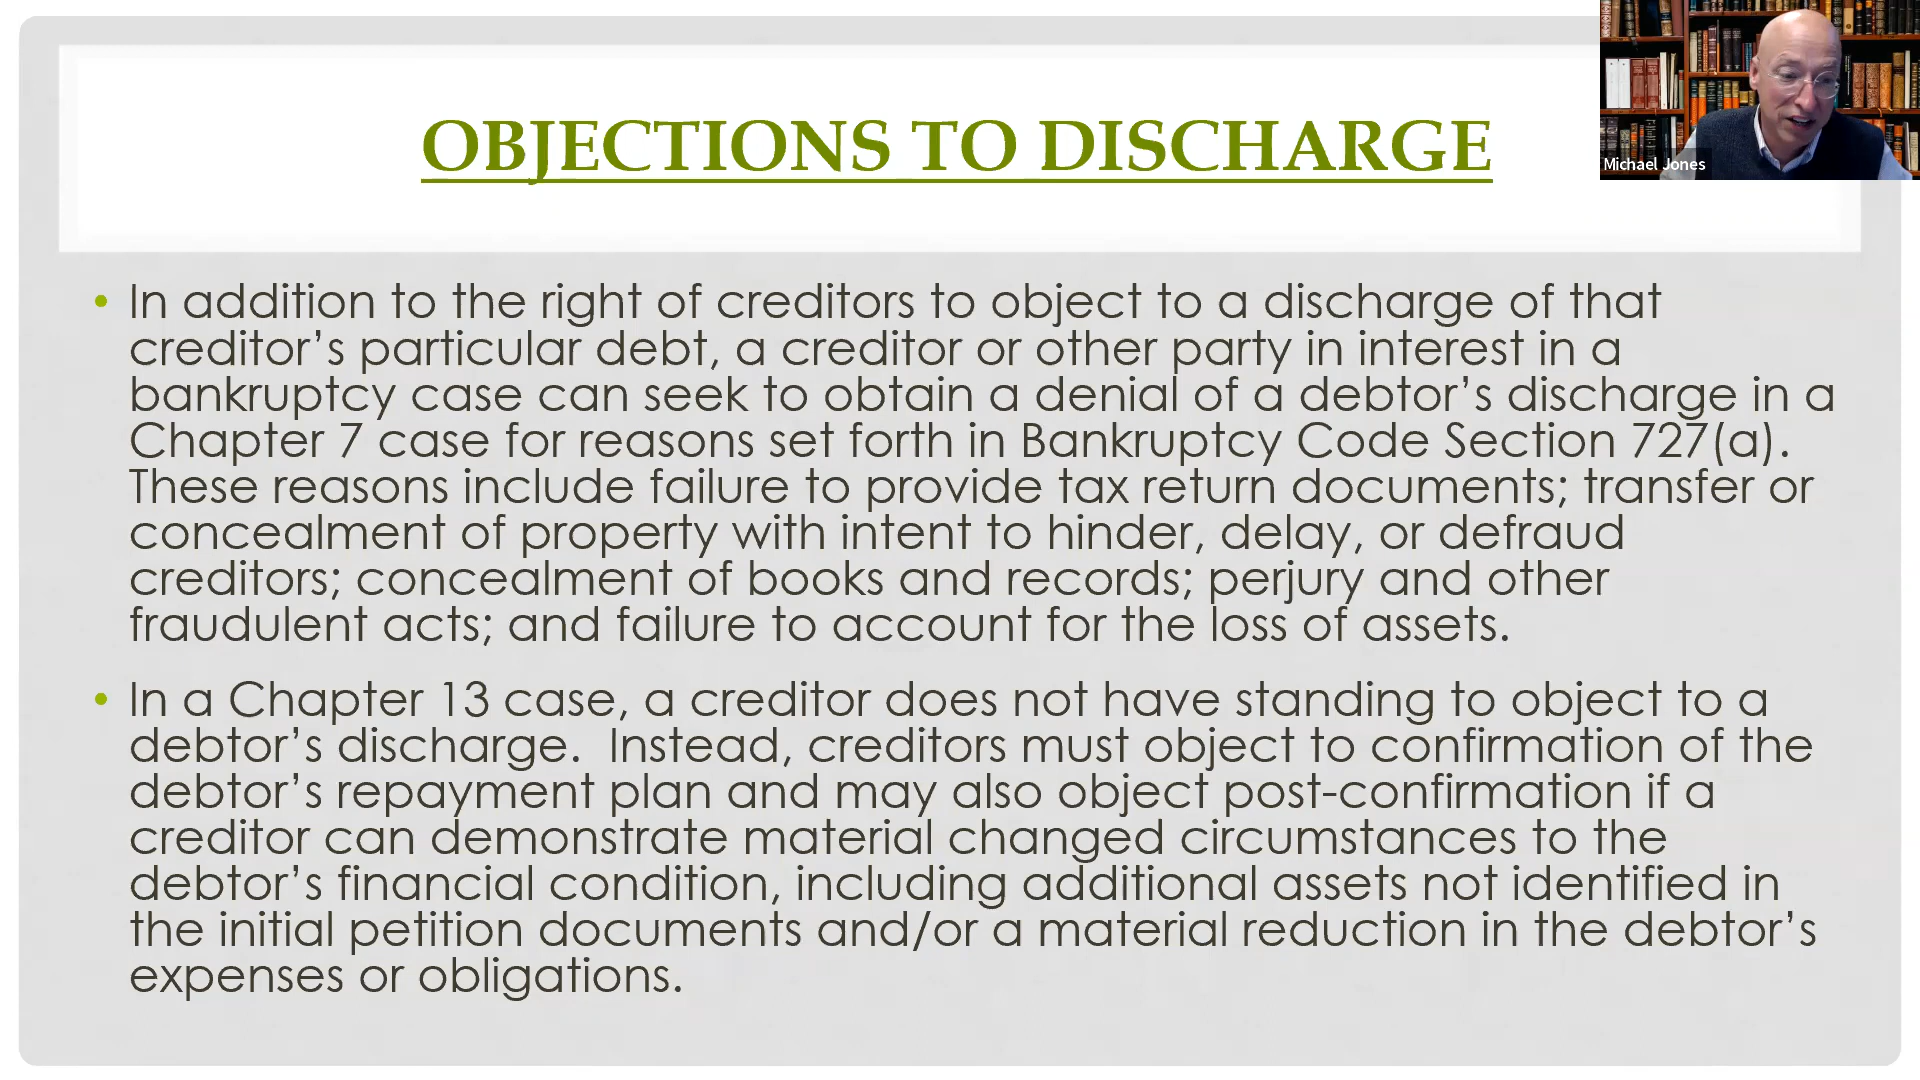 OBJECTIONS TO DISCHARGE
Michael Jones
• In addition to the right of creditors to object to a discharge of that
creditor’s particular debt, a creditor or other party in interest in a
bankruptcy case can seek to obtain a denial of a debtor’s discharge in a
Chapter 7 case for reasons set forth in Bankruptcy Code Section 727(a).
These reasons include failure to provide tax return documents; transfer or
concealment of property with intent to hinder, delay, or defraud
creditors; concealment of books and records; perjury and other
fraudulent acts; and failure to account for the loss of assets.
• In a Chapter 13 case, a creditor does not have standing to object to a
debtor’s discharge.  Instead, creditors must object to confirmation of the
debtor’s repayment plan and may also object post-confirmation if a
creditor can demonstrate material changed circumstances to the
debtor’s financial condition, including additional assets not identified in
the initial petition documents and/or a material reduction in the debtor’s
expenses or obligations.